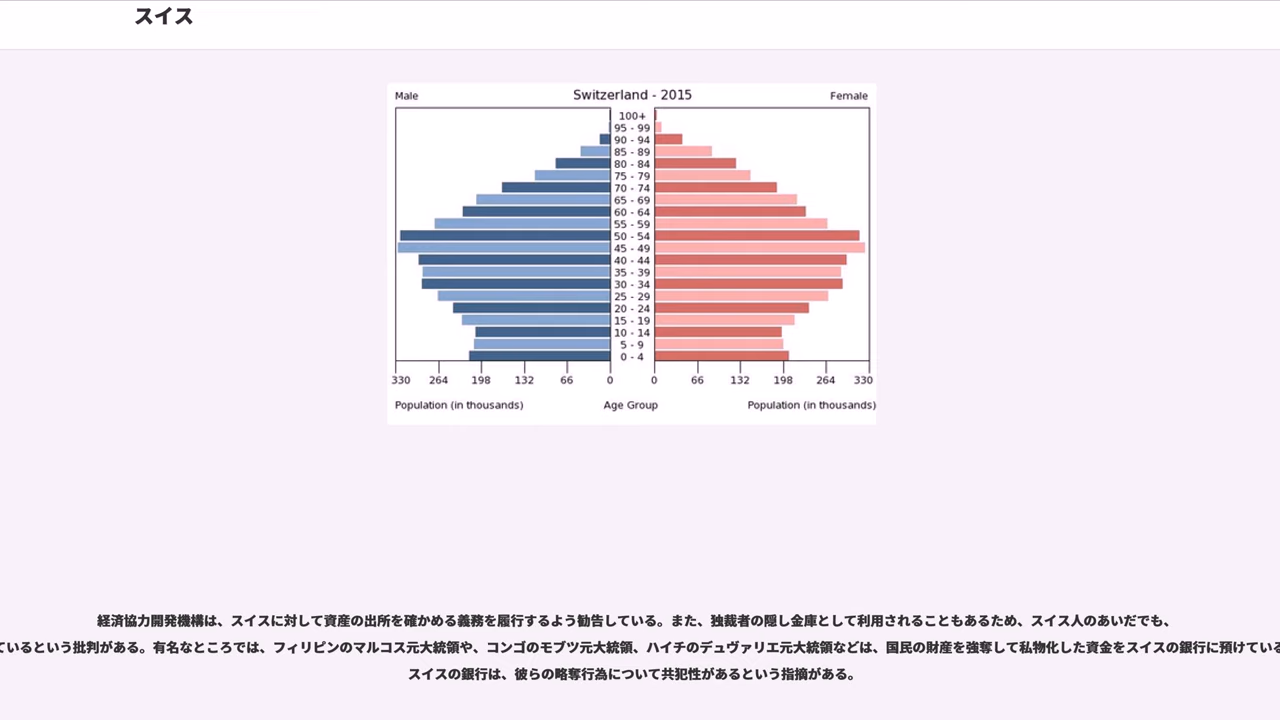 スイス
Male Switzerland - 2015 Female
100+
95 - 99
90 - 94
85 - 89
80 - 84
75 - 79
70 - 74
65 - 69
60 - 64
55 - 59
50 - 54
45 - 49
40 - 44
35 - 39
30 - 34
25 - 29
20 - 24
15 - 19
10 - 14
5 - 9
0 - 4
330 264 198 132 66 0 0 66 132 198 264 330
Population (in thousands) Age Group Population (in thousands)
経済協力開発機構は、スイスに対して資産の出所を確かめる義務を履行するよう勧告している。また、独裁者の隠し金庫として利用されることもあるため、スイス人のあいだでも、
ているという批判がある。有名なところでは、フィリピンのマルコス元大統領や、コンゴのモブツ元大統領、ハイチのデュヴァリエ元大統領などは、国民の財産を強奪して私物化した資金をスイスの銀行に預けている
スイスの銀行は、彼らの略奪行為について共犯性があるという指摘がある。